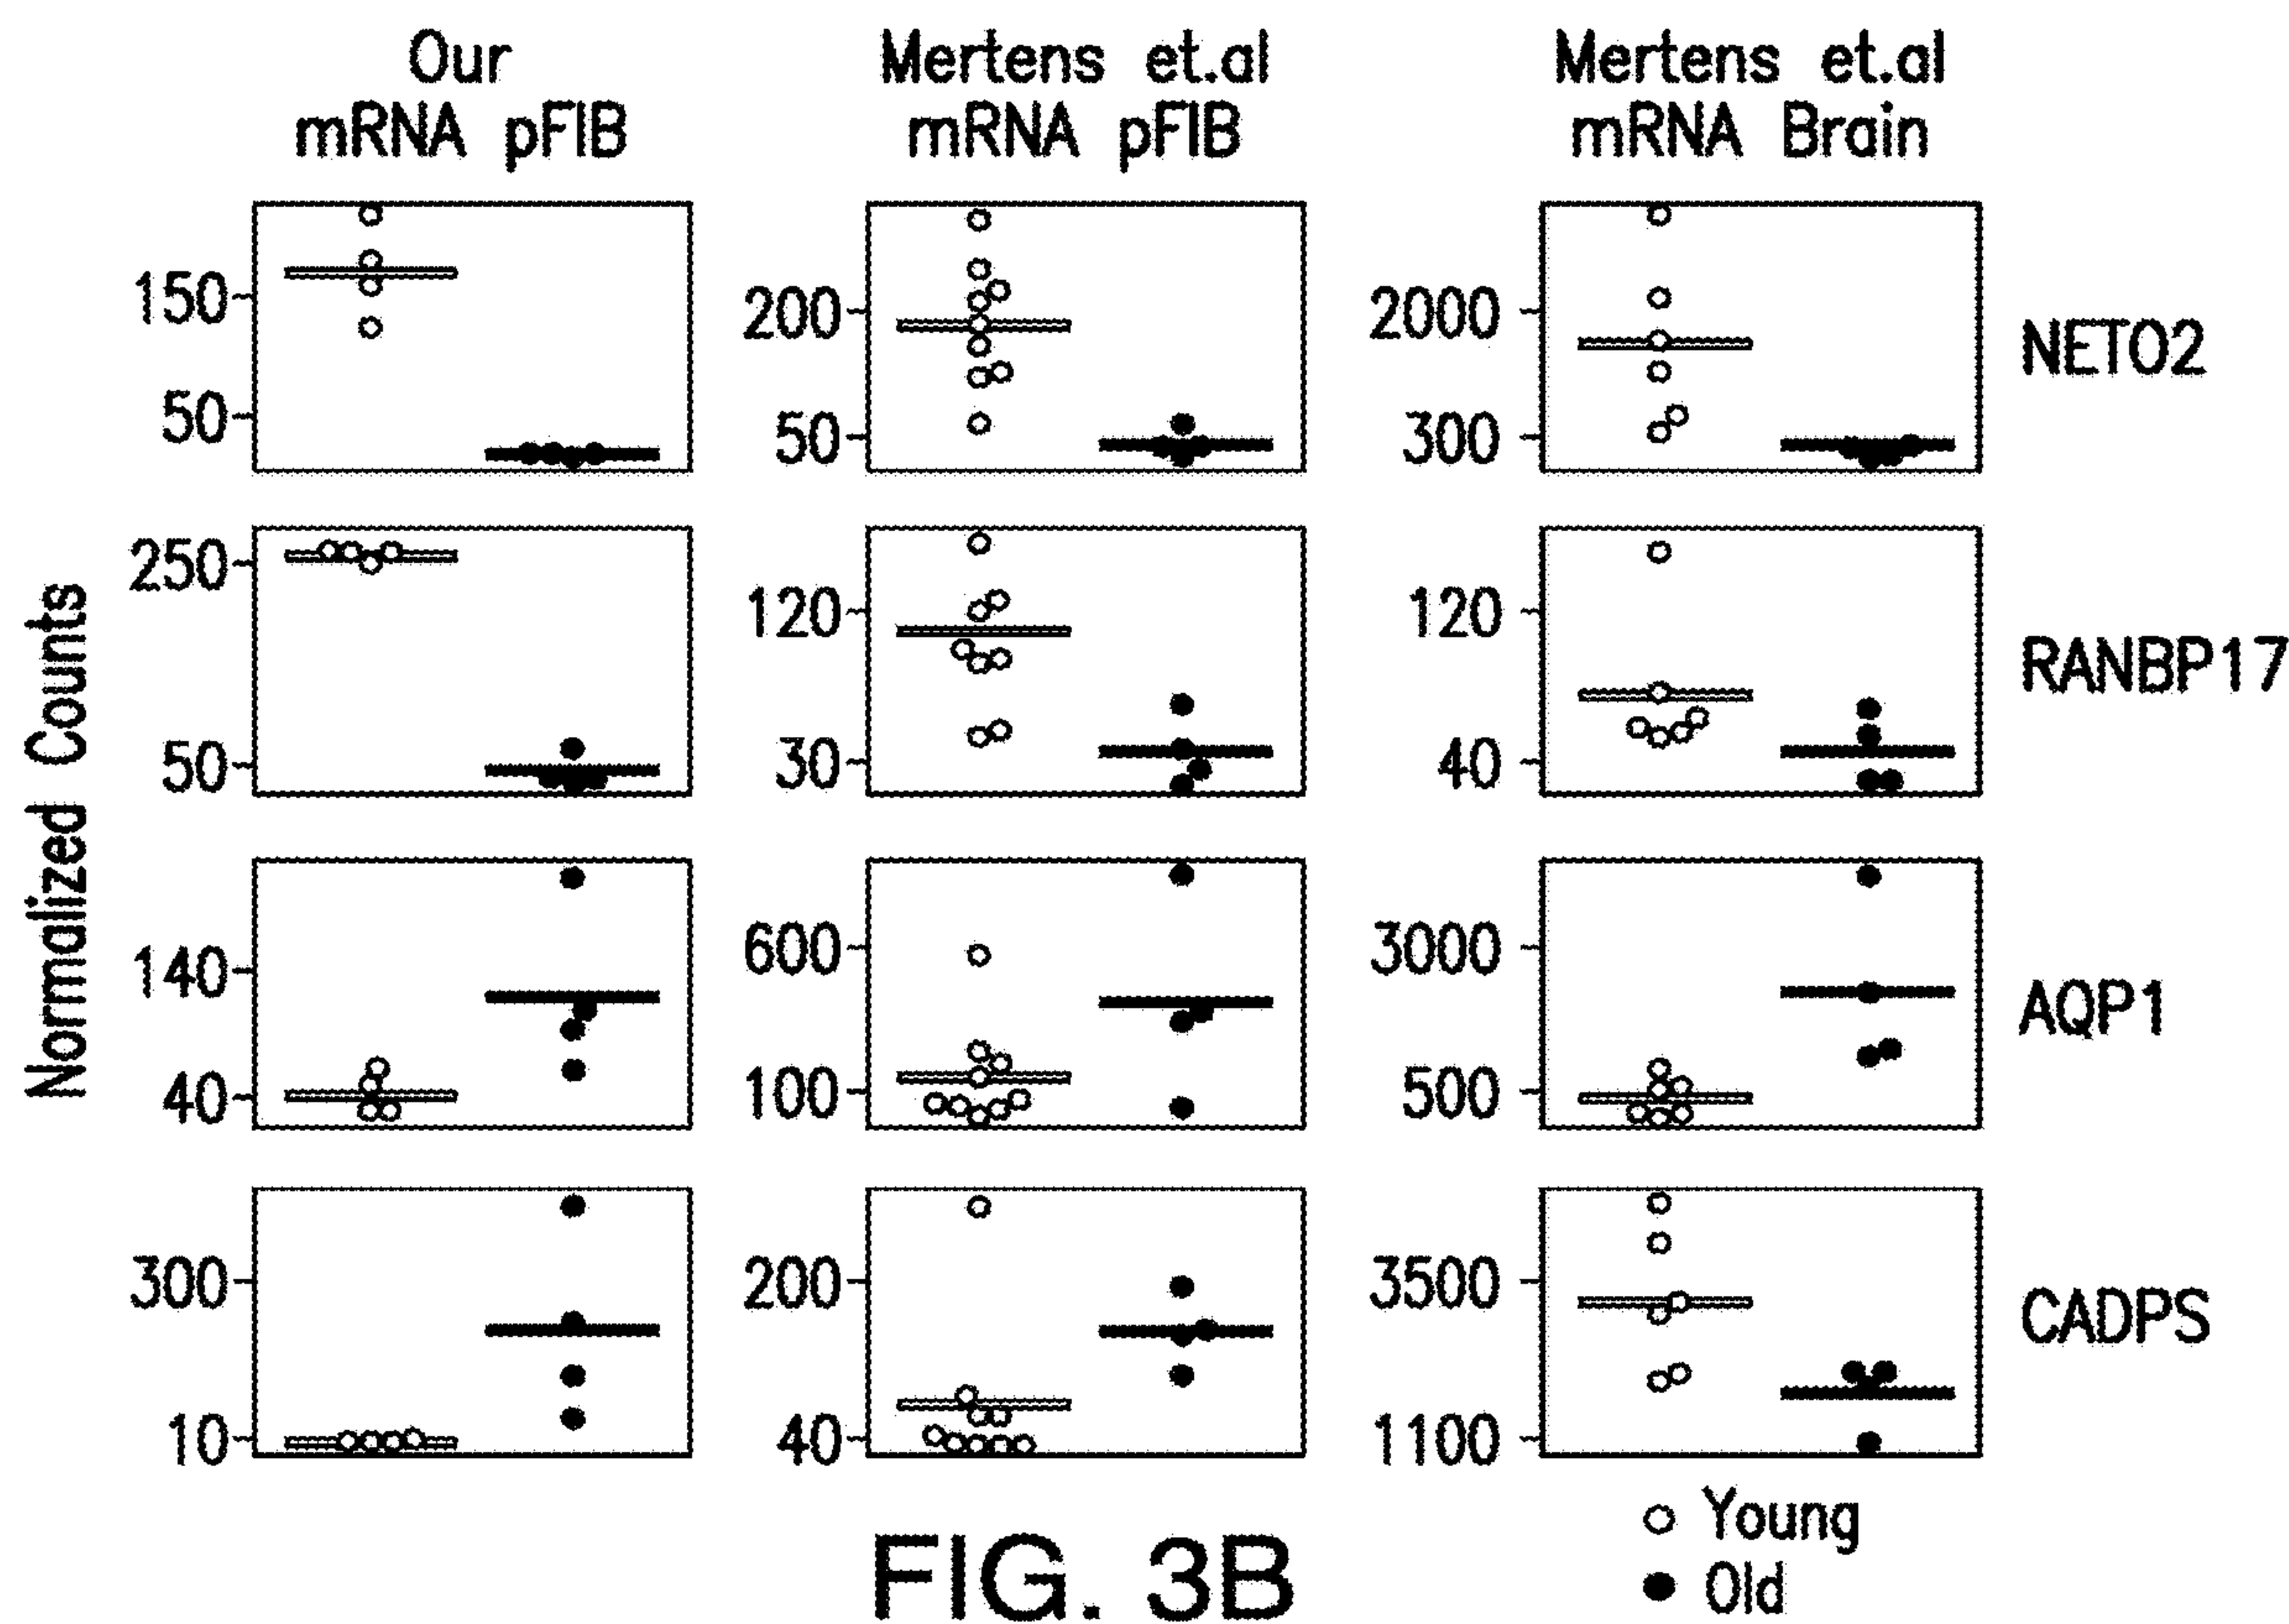 Our
mRNA pFIB
Mertens et.al
mRNA pFIB
Mertens et.al
mRNA Brain
Normalized Counts
150
50
200
50
2000
300
NETO2
250
50
120
30
120
40
RANBP17
140
40
600
100
3000
500
AQP1
300
10
200
40
3500
1100
CADPS
Young
Old
FIG. 3B